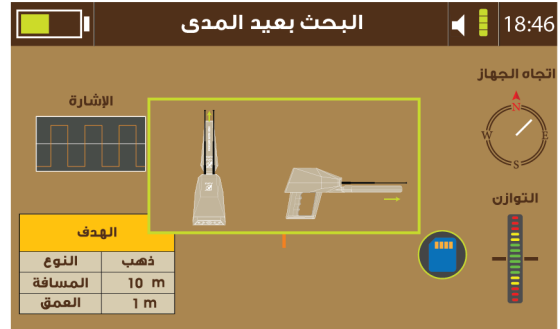 البحث بعيد المدى
18:46
اتجاه الجهاز
N
W
E
S
الإشارة
التوازن
الهدف
النوع ذهب
المسافة 10 m
العمق 1 m